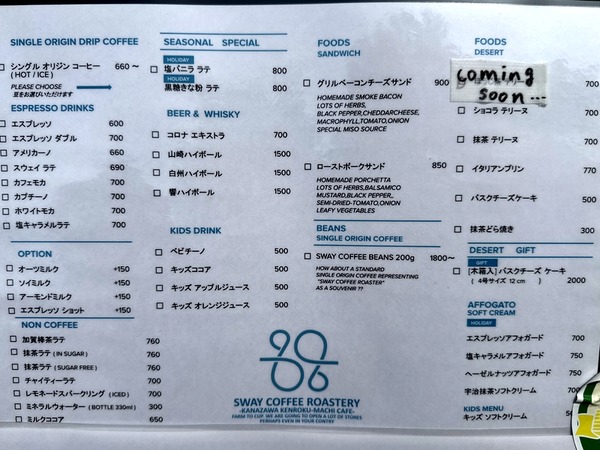 SINGLE ORIGIN DRIP COFFEE
シングル オリジン コーヒー 660 〜
( HOT / ICE )
PLEASE CHOOSE
豆をお選びいただけます
ESPRESSO DRINKS
エスプレッソ 600
エスプレッソ ダブル 700
アメリカーノ 660
スウェイ ラテ 690
カフェモカ 700
カプチーノ 700
ホワイトモカ 700
塩キャラメルラテ 700
OPTION
オーツミルク +150
ソイミルク +150
アーモンドミルク +150
エスプレッソ ショット +150
NON COFFEE
加賀棒茶ラテ 760
抹茶ラテ ( IN SUGAR ) 760
抹茶ラテ ( SUGAR FREE ) 760
チャイティーラテ 700
レモネードスパークリング ( ICED ) 700
ミネラルウォーター ( BOTTLE 330ml ) 300
ミルクココア 650
SEASONAL SPECIAL
HOLIDAY
塩バニラ ラテ 800
HOLIDAY
黒糖きな粉 ラテ 800
BEER & WHISKY
コロナ エキストラ 700
山崎ハイボール 1500
白州ハイボール 1500
響ハイボール 1500
KIDS DRINK
ベビチーノ 500
キッズココア 500
キッズ アップルジュース 500
キッズ オレンジジュース 500
FOODS
SANDWICH
グリルベーコンチーズサンド 900
HOMEMADE SMOKE BACON
LOTS OF HERBS,
BLACK PEPPER,CHEDDARCHEESE,
MACROPHYLL,TOMATO,ONION
SPECIAL MISO SOURCE
ローストポークサンド 850
HOMEMADE PORCHETTA
LOTS OF HERBS,BALSAMICO
MUSTARD,BLACK PEPPER,
SEMI-DRIED-TOMATO,ONION
LEAFY VEGETABLES
BEANS
SINGLE ORIGIN COFFEE
SWAY COFFEE BEANS 200g 1800〜
HOW ABOUT A STANDARD
SINGLE ORIGIN COFFEE REPRESENTING
"SWAY COFFEE ROASTER"
AS A SOUVENIR ??
FOODS
DESERT
coming
soon...
700
ショコラ テリーヌ 700
抹茶 テリーヌ 700
イタリアンプリン 770
バスクチーズケーキ 500
抹茶どら焼き 300
DESERT GIFT
GIFT
[木箱入] バスクチーズ ケーキ
( 4号サイズ 12 cm ) 2000
AFFOGATO
SOFT CREAM
HOLIDAY
エスプレッソアフォガード 700
塩キャラメルアフォガード 750
ヘーゼルナッツアフォガード 750
宇治抹茶ソフトクリーム 700
KIDS MENU
キッズ ソフトクリーム
9086
SWAY COFFEE ROASTERY
-KANAZAWA KENROKU-MACHI CAFE-
FARM TO CUP. WE ARE GOING TO OPEN A LOT OF STORES
PERHAPS EVEN IN YOUR CONTRY